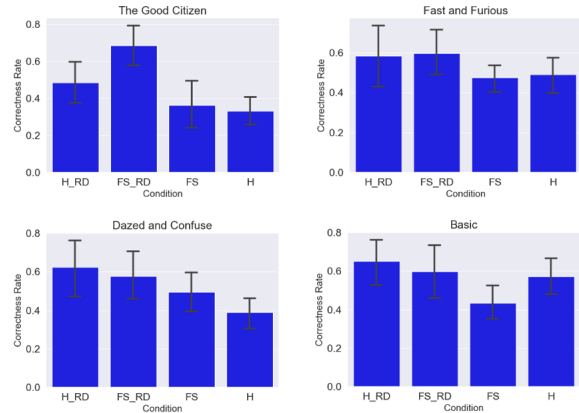 The Good Citizen
0.8
0.6
0.4
0.2
0.0
Correctness Rate
H_RD FS_RD FS H
Condition
Fast and Furious
0.6
0.4
0.2
0.0
Correctness Rate
H_RD FS_RD FS H
Condition
Dazed and Confuse
0.8
0.6
0.4
0.2
0.0
Correctness Rate
H_RD FS_RD FS H
Condition
Basic
0.8
0.6
0.4
0.2
0.0
Correctness Rate
H_RD FS_RD FS H
Condition